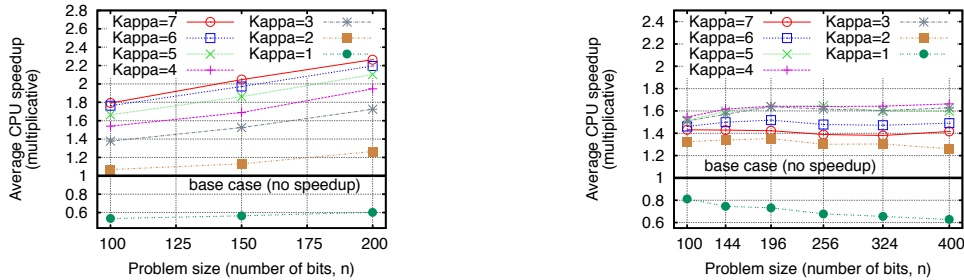 Average CPU speedup
(multiplicative)
2.8
2.6
2.4
2.2
2
1.8
1.6
1.4
1.2
1
0.8
0.6
Kappa=7
Kappa=6
Kappa=5
Kappa=4
Kappa=3
Kappa=2
Kappa=1
base case (no speedup)
100 125 150 175 200
Problem size (number of bits, n)
Average CPU speedup
(multiplicative)
2.4
2.2
2
1.8
1.6
1.4
1.2
1
0.8
0.6
Kappa=7
Kappa=6
Kappa=5
Kappa=4
Kappa=3
Kappa=2
Kappa=1
base case (no speedup)
100 144 196 256 324 400
Problem size (number of bits, n)